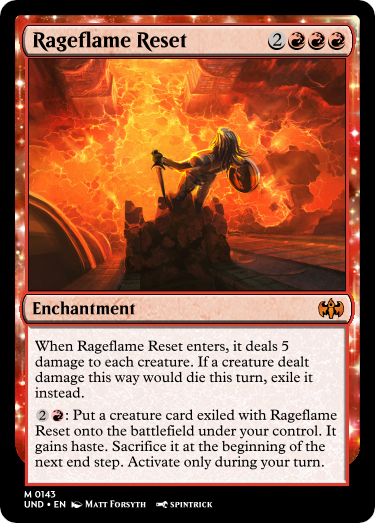 Rageflame Reset 2
Enchantment
When Rageflame Reset enters, it deals 5
damage to each creature. If a creature dealt
damage this way would die this turn, exile it
instead.
2 : Put a creature card exiled with Rageflame
Reset onto the battlefield under your control. It
gains haste. Sacrifice it at the beginning of
the next end step. Activate only during your turn.
M 0143
UND • EN Matt Forsyth SPINTRICK